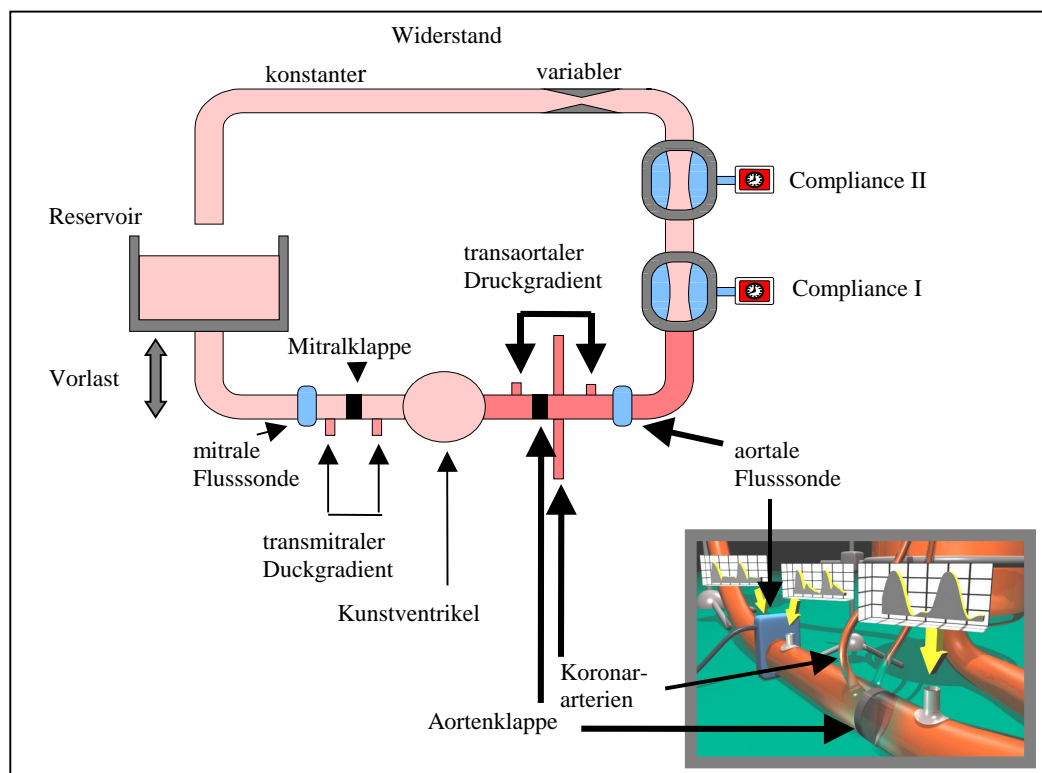 Widerstand
konstanter
variabler
Compliance II
Reservoir
transaortaler
Druckgradient
Compliance I
Mitralklappe
Vorlast
mitrale
Flusssonde
aortale
Flusssonde
transmitraler
Duckgradient
Kunstventrikel
Koronar-
arterien
Aortenklappe